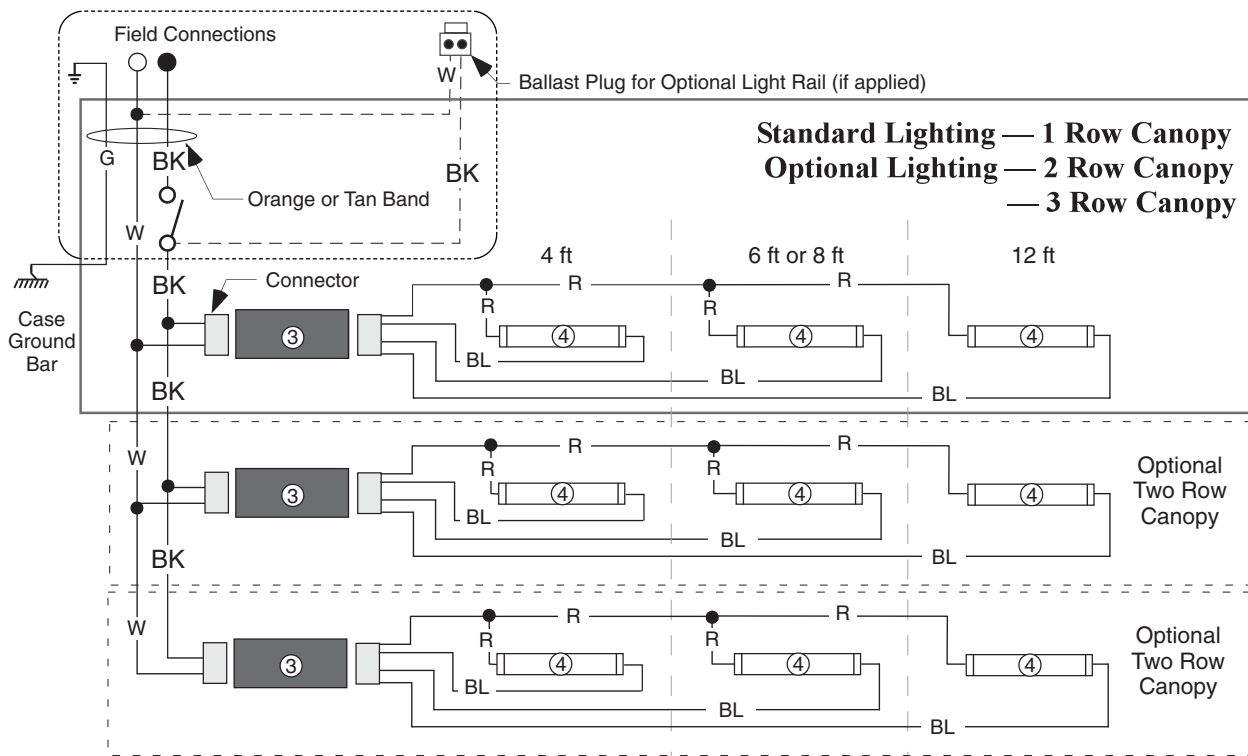 Field Connections
W
Ballast Plug for Optional Light Rail (if applied)
Standard Lighting — 1 Row Canopy
Optional Lighting — 2 Row Canopy
— 3 Row Canopy
G
BK
BK
Orange or Tan Band
W
4 ft
6 ft or 8 ft
12 ft
BK
Connector
Case
Ground
Bar
R
R
R
R
3
4
4
4
BL
BL
BL
BK
W
R
R
R
R
3
4
4
4
BL
BL
BL
Optional
Two Row
Canopy
BK
W
R
R
R
R
3
4
4
4
BL
BL
BL
Optional
Two Row
Canopy